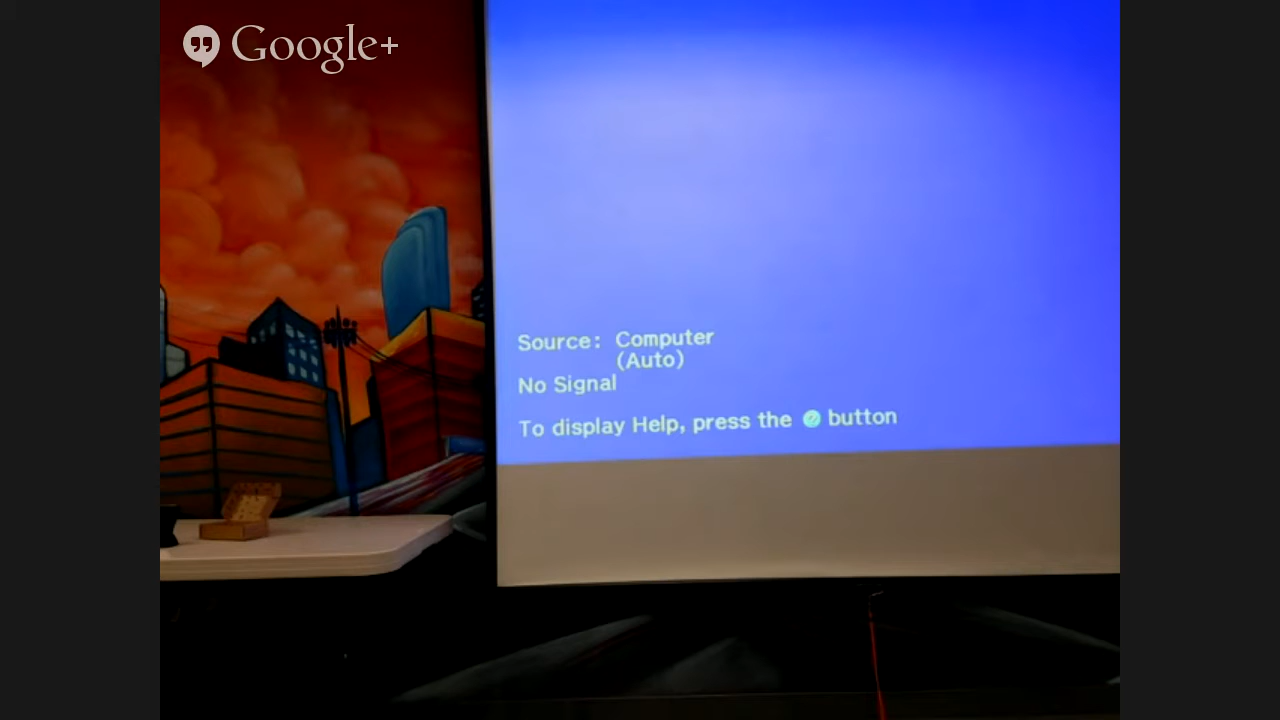 Google+
Source: Computer
(Auto)
No Signal
To display Help, press the ? button